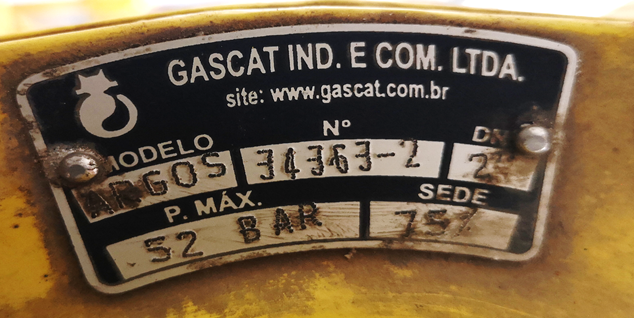 GASCAT IND. E COM. LTDA.
site: www.gascat.com.br
MODELO Nº
ARGOS 34363-2
P. MÁX. SEDE
52 BAR